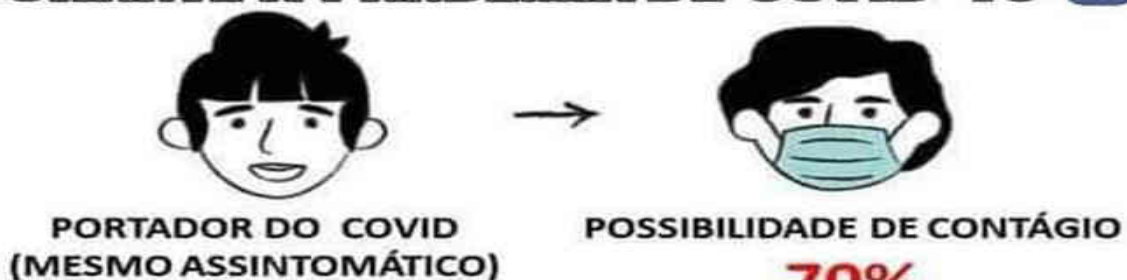 PORTADOR DO COVID
(MESMO ASSINTOMÁTICO)
POSSIBILIDADE DE CONTÁGIO
70%